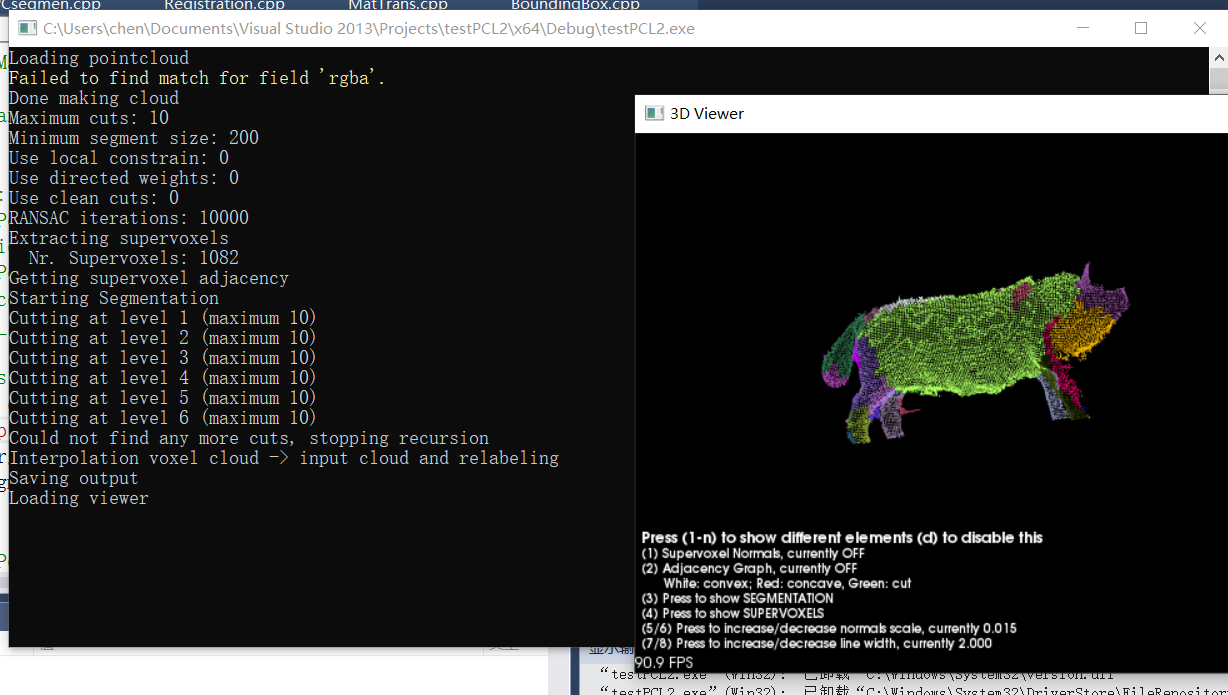 Csegmen.cpp Registration.cpp MatTrans.cpp BoundingBox.cpp
C:\Users\chen\Documents\Visual Studio 2013\Projects\testPCL2\x64\Debug\testPCL2.exe
Loading pointcloud
Failed to find match for field 'rgba'.
Done making cloud
Maximum cuts: 10
Minimum segment size: 200
Use local constrain: 0
Use directed weights: 0
Use clean cuts: 0
RANSAC iterations: 10000
Extracting supervoxels
Nr. Supervoxels: 1082
Getting supervoxel adjacency
Starting Segmentation
Cutting at level 1 (maximum 10)
Cutting at level 2 (maximum 10)
Cutting at level 3 (maximum 10)
Cutting at level 4 (maximum 10)
Cutting at level 5 (maximum 10)
Cutting at level 6 (maximum 10)
Could not find any more cuts, stopping recursion
Interpolation voxel cloud -> input cloud and relabeling
Saving output
Loading viewer
3D Viewer
Press (1-n) to show different elements (d) to disable this
(1) Supervoxel Normals, currently OFF
(2) Adjacency Graph, currently OFF
White: convex; Red: concave, Green: cut
(3) Press to show SEGMENTATION
(4) Press to show SUPERVOXELS
(5/6) Press to increase/decrease normals scale, currently 0.015
(7/8) Press to increase/decrease line width, currently 2.000
90.9 FPS
“testPCL2.exe”(Win32): 已卸载“C:\Windows\System32\version.dll
“testPCL2.exe”(Win32): 已卸载“C:\Windows\System32\DriverStore\FileRepositor